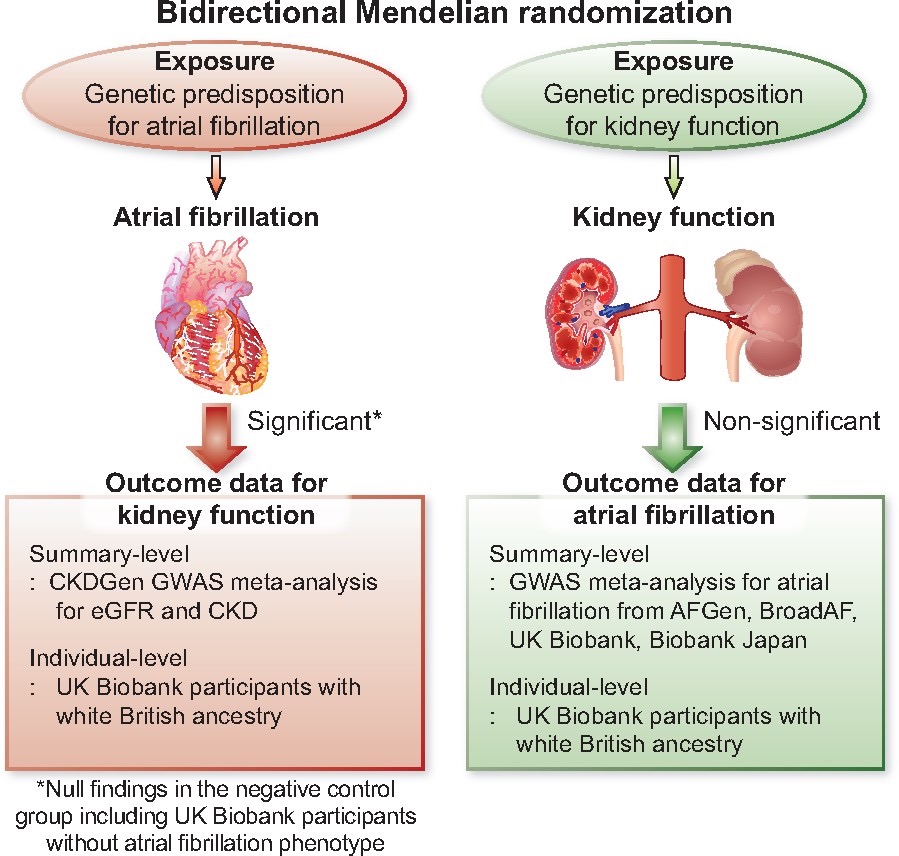 Bidirectional Mendelian randomization
Exposure
Genetic predisposition
for atrial fibrillation
Atrial fibrillation
Significant*
Outcome data for
kidney function
Summary-level
: CKDGen GWAS meta-analysis
for eGFR and CKD
Individual-level
: UK Biobank participants with
white British ancestry
*Null findings in the negative control
group including UK Biobank participants
without atrial fibrillation phenotype
Exposure
Genetic predisposition
for kidney function
Kidney function
Non-significant
Outcome data for
atrial fibrillation
Summary-level
: GWAS meta-analysis for atrial
fibrillation from AFGen, BroadAF,
UK Biobank, Biobank Japan
Individual-level
: UK Biobank participants with
white British ancestry